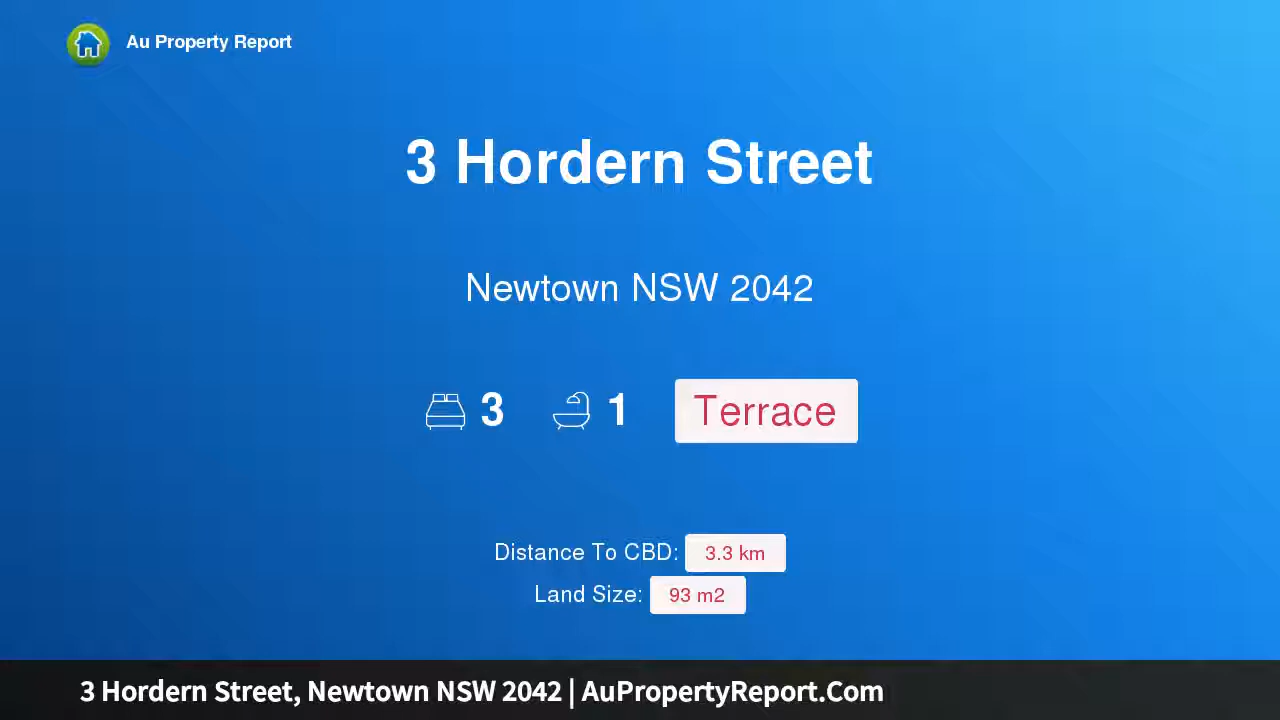 Au Property Report
3 Hordern Street
Newtown NSW 2042
3 1 Terrace
Distance To CBD: 3.3 km
Land Size: 93 m2
3 Hordern Street, Newtown NSW 2042 | AuPropertyReport.Com